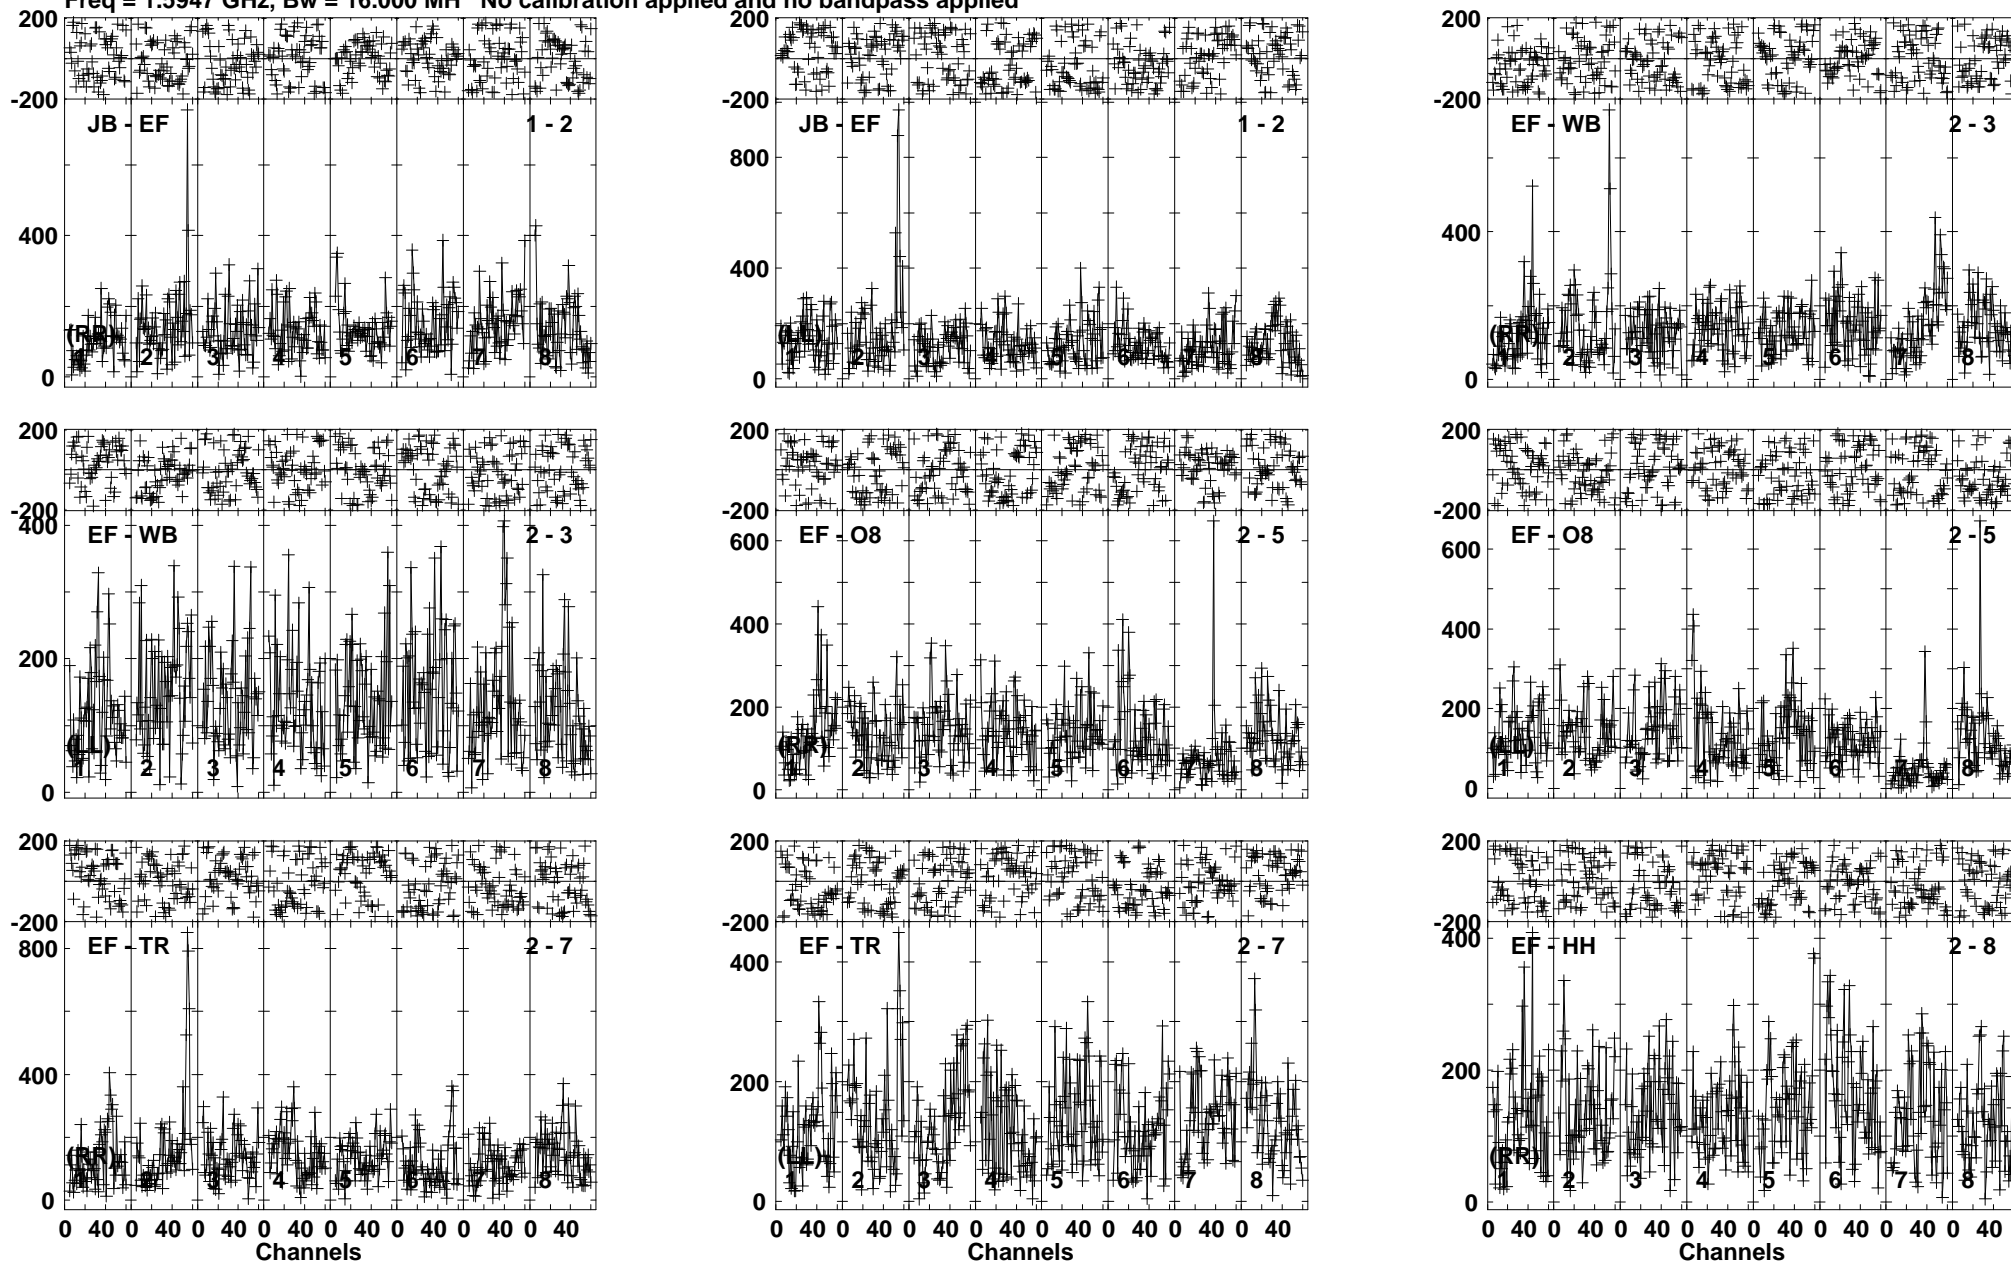 Freq = 1.5947 GHz, Bw = 16.000 MH No calibration applied and no bandpass applied
200 200 200
-200 -200 -200
JB - EF 1 - 2 JB - EF 1 - 2 EF - WB 2 - 3
800
400 400 400
(RR) (LL) (RR)
1 2 3 4 5 6 7 8 1 2 3 4 5 6 7 8 1 2 3 4 5 6 7 8
0 0 0
200 200 200
-200 -200 -200
400 EF - WB 2 - 3 EF - O8 2 - 5 EF - O8 2 - 5
600 600
400 400
200 200 200
(LL) (RR) (LL)
1 2 3 4 5 6 7 8 1 2 3 4 5 6 7 8 1 2 3 4 5 6 7 8
0 0 0
200 200 200
-200 -200 -200
800 EF - TR 2 - 7 EF - TR 2 - 7 400 EF - HH 2 - 8
400
400 200 200
(RR) (LL) (RR)
1 2 3 4 5 6 7 8 1 2 3 4 5 6 7 8 1 2 3 4 5 6 7 8
0 0 0
0 40 0 40 0 40 0 40 0 40 0 40 0 40 0 40 0 40 0 40 0 40 0 40 0 40 0 40 0 40 0 40 0 40 0 40 0 40 0 40 0 40 0 40 0 40 0 40
Channels Channels Channels